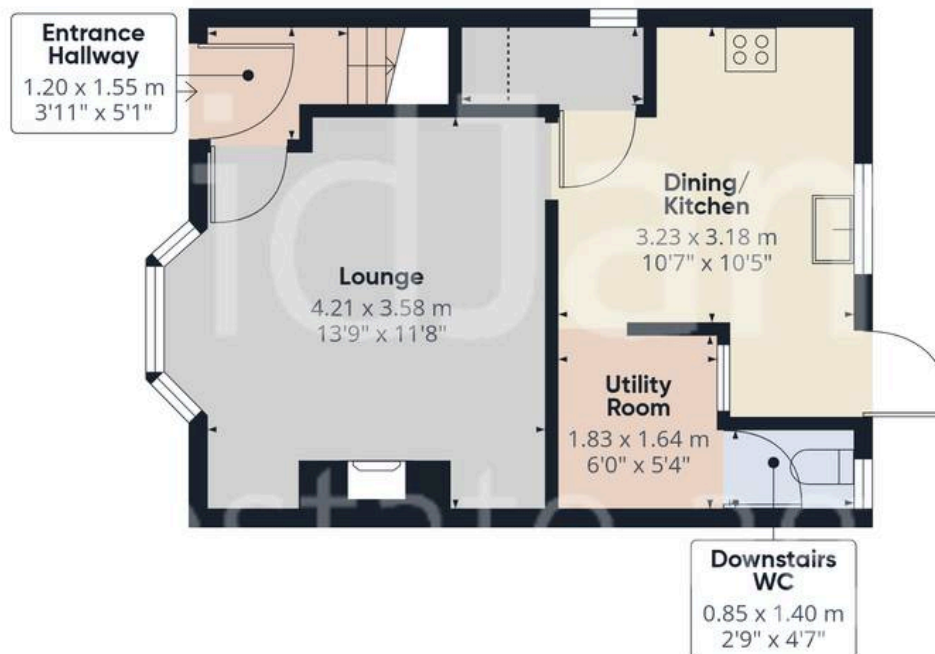 Entrance
Hallway
1.20 x 1.55 m
3'11" x 5'1"
Dining/
Kitchen
3.23 x 3.18 m
10'7" x 10'5"
Lounge
4.21 x 3.58 m
13'9" x 11'8"
Utility
Room
1.83 x 1.64 m
6'0" x 5'4"
Downstairs
WC
0.85 x 1.40 m
2'9" x 4'7"